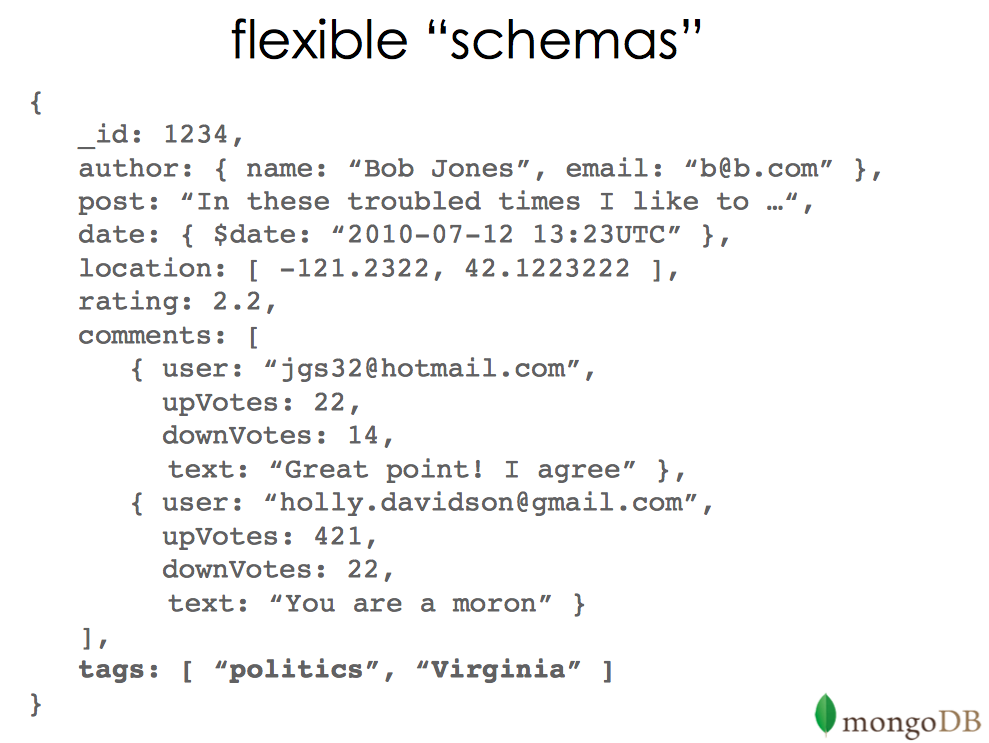 flexible “schemas”
{
_id: 1234,
author: { name: “Bob Jones”, email: “b@b.com” },
post: “In these troubled times I like to …“,
date: { $date: “2010-07-12 13:23UTC” },
location: [ -121.2322, 42.1223222 ],
rating: 2.2,
comments: [
{ user: “jgs32@hotmail.com”,
upVotes: 22,
downVotes: 14,
text: “Great point! I agree” },
{ user: “holly.davidson@gmail.com”,
upVotes: 421,
downVotes: 22,
text: “You are a moron” }
],
tags: [ “politics”, “Virginia” ]
}
mongoDB